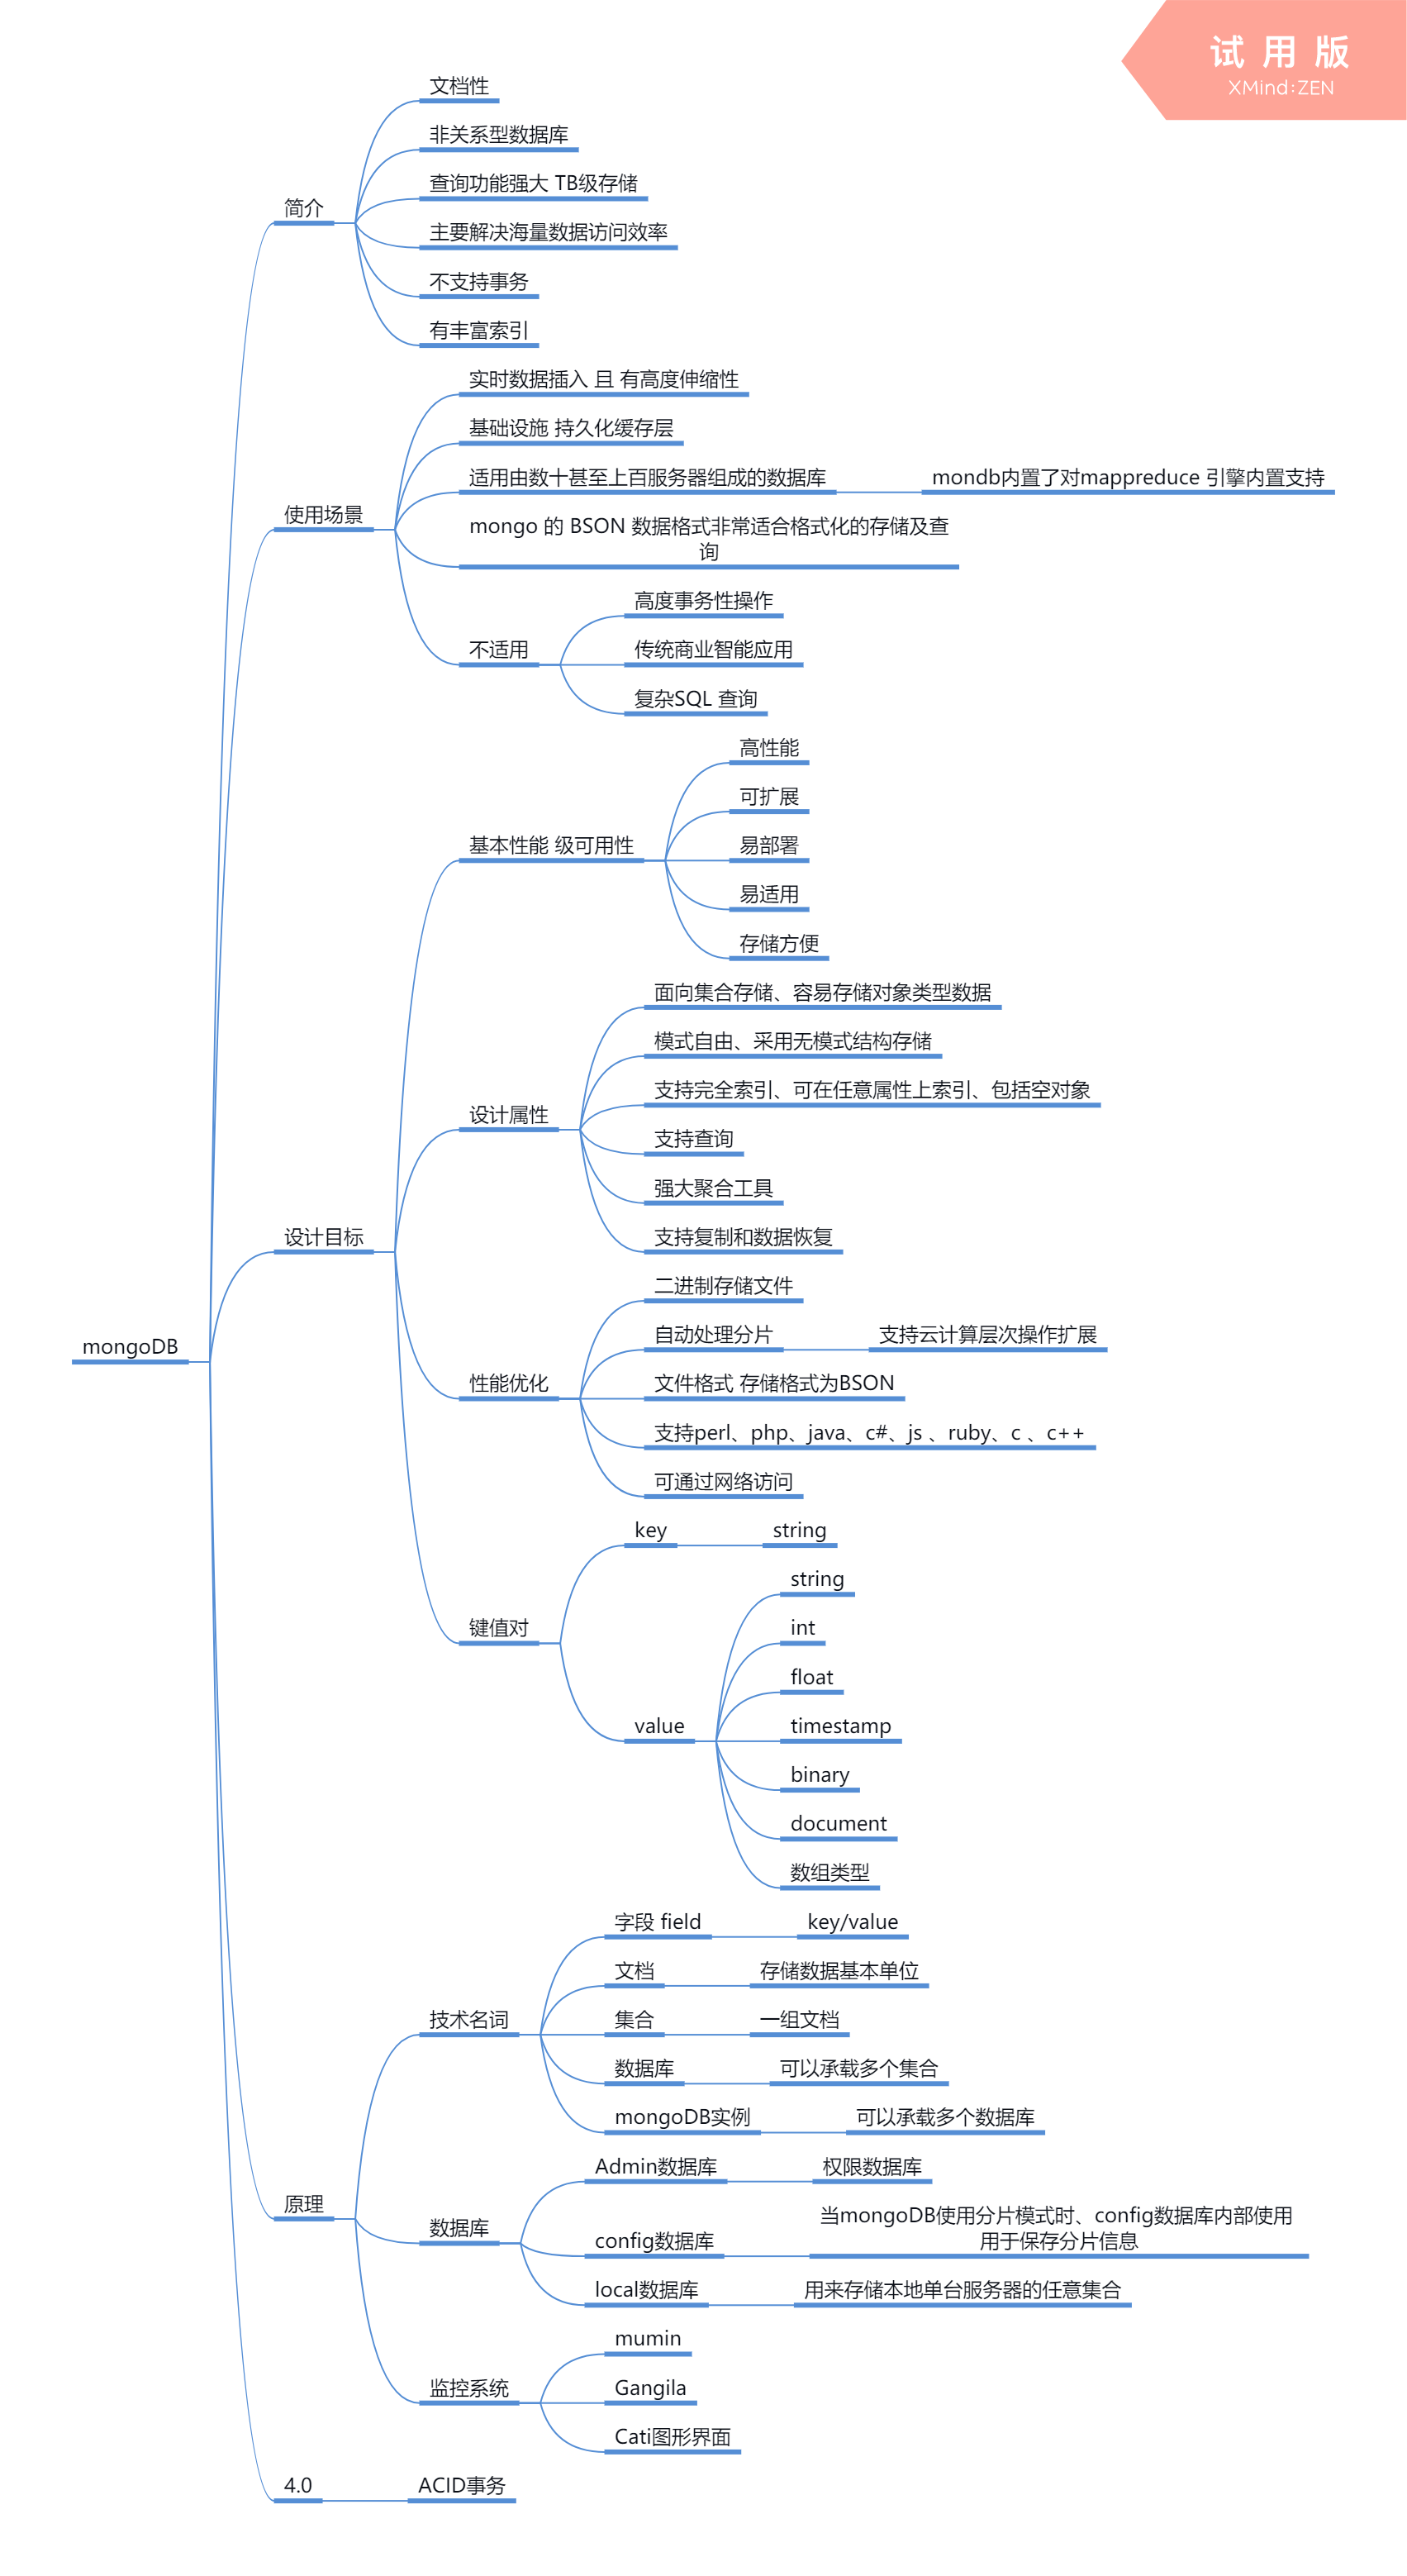 试用版
XMind:ZEN
mongoDB
简介
文档性
非关系型数据库
查询功能强大 TB级存储
主要解决海量数据访问效率
不支持事务
有丰富索引
使用场景
实时数据插入 且 有高度伸缩性
基础设施 持久化缓存层
适用由数十甚至上百服务器组成的数据库
mondb内置了对mappreduce 引擎内置支持
mongo 的 BSON 数据格式非常适合格式化的存储及查
询
不适用
高度事务性操作
传统商业智能应用
复杂SQL 查询
设计目标
基本性能 级可用性
高性能
可扩展
易部署
易适用
存储方便
设计属性
面向集合存储、容易存储对象类型数据
模式自由、采用无模式结构存储
支持完全索引、可在任意属性上索引、包括空对象
支持查询
强大聚合工具
支持复制和数据恢复
性能优化
二进制存储文件
自动处理分片
支持云计算层次操作扩展
文件格式 存储格式为BSON
支持perl、php、java、c#、js 、ruby、c 、c++
可通过网络访问
键值对
key
string
value
string
int
float
timestamp
binary
document
数组类型
原理
技术名词
字段 field
key/value
文档
存储数据基本单位
集合
一组文档
数据库
可以承载多个集合
mongoDB实例
可以承载多个数据库
数据库
Admin数据库
权限数据库
config数据库
当mongoDB使用分片模式时、config数据库内部使用
用于保存分片信息
local数据库
用来存储本地单台服务器的任意集合
监控系统
mumin
Gangila
Cati图形界面
4.0
ACID事务